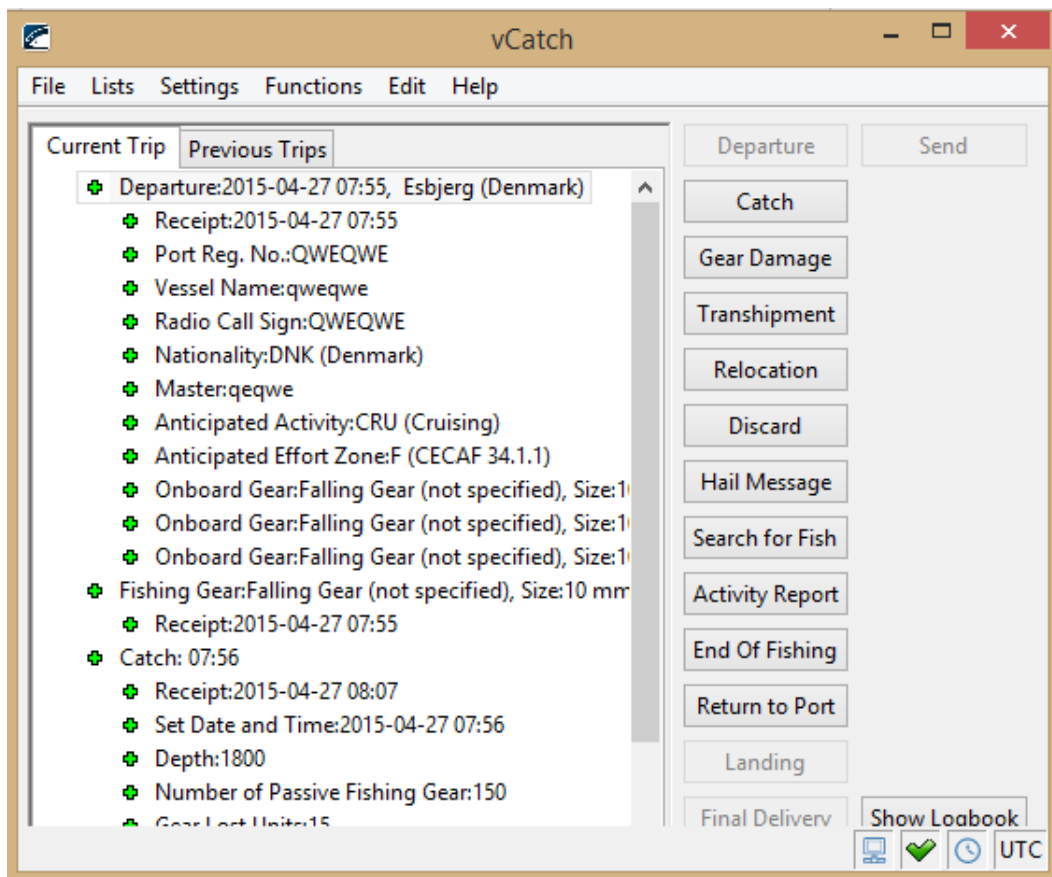 vCatch
File Lists Settings Functions Edit Help
Current Trip Previous Trips
Departure:2015-04-27 07:55, Esbjerg (Denmark)
Receipt:2015-04-27 07:55
Port Reg. No.:QWEQWE
Vessel Name:qweqwe
Radio Call Sign:QWEQWE
Nationality:DNK (Denmark)
Master:qeqwe
Anticipated Activity:CRU (Cruising)
Anticipated Effort Zone:F (CECAF 34.1.1)
Onboard Gear:Falling Gear (not specified), Size:1
Onboard Gear:Falling Gear (not specified), Size:1
Onboard Gear:Falling Gear (not specified), Size:1
Fishing Gear:Falling Gear (not specified), Size:10 mm
Receipt:2015-04-27 07:55
Catch: 07:56
Receipt:2015-04-27 08:07
Set Date and Time:2015-04-27 07:56
Depth:1800
Number of Passive Fishing Gear:150
Gear Lost Units:15
Departure
Catch
Gear Damage
Transhipment
Relocation
Discard
Hail Message
Search for Fish
Activity Report
End Of Fishing
Return to Port
Landing
Final Delivery
Send
Show Logbook
UTC